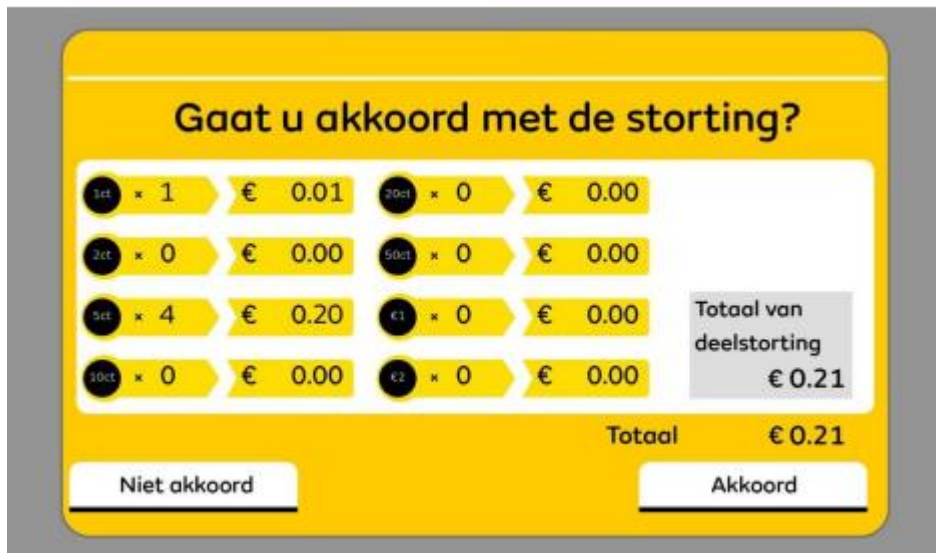 Gaat u akkoord met de storting?
1ct × 1 € 0.01 20ct × 0 € 0.00
2ct × 0 € 0.00 50ct × 0 € 0.00
5ct × 4 € 0.20 €1 × 0 € 0.00
10ct × 0 € 0.00 €2 × 0 € 0.00
Totaal van
deelstorting
€ 0.21
Totaal € 0.21
Niet akkoord Akkoord